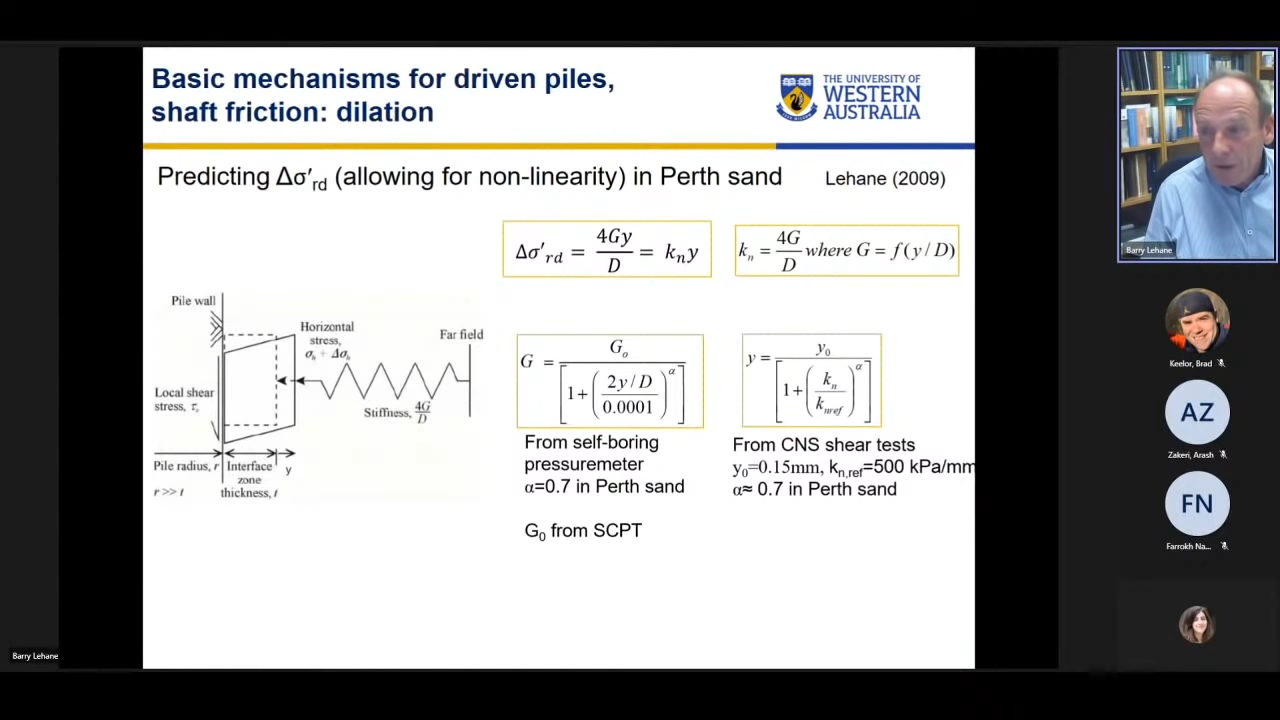 Basic mechanisms for driven piles,
shaft friction: dilation
THE UNIVERSITY OF
WESTERN
AUSTRALIA
Predicting Δσ′rd (allowing for non-linearity) in Perth sand
Lehane (2009)
Δσ′rd = 4Gy/D = kny
kn = 4G/D where G = f(y/D)
Pile wall
Horizontal
stress,
σh + Δσh
Far field
Local shear
stress, τs
Stiffness, 4G/D
Pile radius, r
Interface
zone
thickness, t
y
r >> t
G = Go / [1+(2y/D / 0.0001)^α]
y = y0 / [1+(kn / knref)^α]
From self-boring
pressuremeter
α=0.7 in Perth sand
G0 from SCPT
From CNS shear tests
y0=0.15mm, kn,ref=500 kPa/mm
α≈ 0.7 in Perth sand
Barry Lehane
Keelor, Brad
AZ
Zakeri, Arash
FN
Farrokh Na...
Barry Lehane